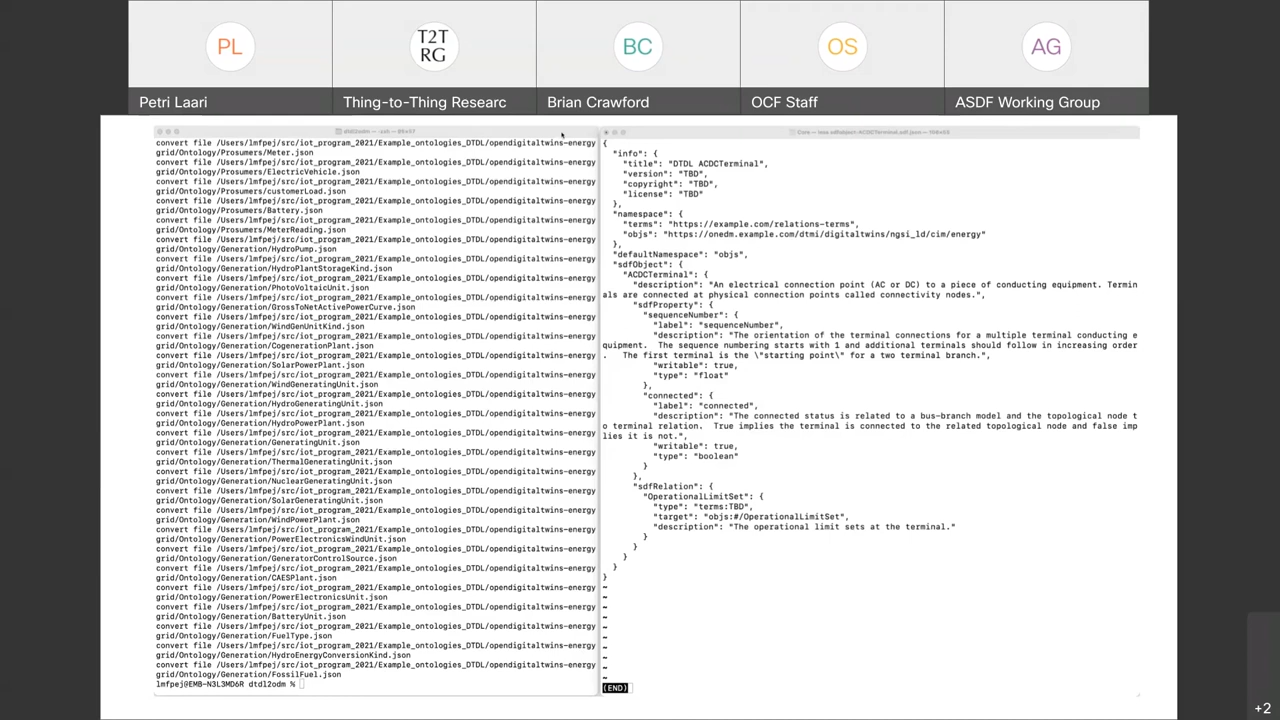 PL
T2T
RG
BC
OS
AG
Petri Laari
Thing-to-Thing Researc
Brian Crawford
OCF Staff
ASDF Working Group
dtdl2odm — -zsh — 85×57
convert file /Users/lmfpej/src/iot_program_2021/Example_ontologies_DTDL/opendigitaltwins-energy
grid/Ontology/Prosumers/Meter.json
convert file /Users/lmfpej/src/iot_program_2021/Example_ontologies_DTDL/opendigitaltwins-energy
grid/Ontology/Prosumers/ElectricVehicle.json
convert file /Users/lmfpej/src/iot_program_2021/Example_ontologies_DTDL/opendigitaltwins-energy
grid/Ontology/Prosumers/customerLoad.json
convert file /Users/lmfpej/src/iot_program_2021/Example_ontologies_DTDL/opendigitaltwins-energy
grid/Ontology/Prosumers/Battery.json
convert file /Users/lmfpej/src/iot_program_2021/Example_ontologies_DTDL/opendigitaltwins-energy
grid/Ontology/Prosumers/MeterReading.json
convert file /Users/lmfpej/src/iot_program_2021/Example_ontologies_DTDL/opendigitaltwins-energy
grid/Ontology/Generation/HydroPump.json
convert file /Users/lmfpej/src/iot_program_2021/Example_ontologies_DTDL/opendigitaltwins-energy
grid/Ontology/Generation/HydroPlantStorageKind.json
convert file /Users/lmfpej/src/iot_program_2021/Example_ontologies_DTDL/opendigitaltwins-energy
grid/Ontology/Generation/PhotoVoltaicUnit.json
convert file /Users/lmfpej/src/iot_program_2021/Example_ontologies_DTDL/opendigitaltwins-energy
grid/Ontology/Generation/GrossToNetActivePowerCurve.json
convert file /Users/lmfpej/src/iot_program_2021/Example_ontologies_DTDL/opendigitaltwins-energy
grid/Ontology/Generation/WindGenUnitKind.json
convert file /Users/lmfpej/src/iot_program_2021/Example_ontologies_DTDL/opendigitaltwins-energy
grid/Ontology/Generation/CogenerationPlant.json
convert file /Users/lmfpej/src/iot_program_2021/Example_ontologies_DTDL/opendigitaltwins-energy
grid/Ontology/Generation/SolarPowerPlant.json
convert file /Users/lmfpej/src/iot_program_2021/Example_ontologies_DTDL/opendigitaltwins-energy
grid/Ontology/Generation/WindGeneratingUnit.json
convert file /Users/lmfpej/src/iot_program_2021/Example_ontologies_DTDL/opendigitaltwins-energy
grid/Ontology/Generation/HydroGeneratingUnit.json
convert file /Users/lmfpej/src/iot_program_2021/Example_ontologies_DTDL/opendigitaltwins-energy
grid/Ontology/Generation/HydroPowerPlant.json
convert file /Users/lmfpej/src/iot_program_2021/Example_ontologies_DTDL/opendigitaltwins-energy
grid/Ontology/Generation/GeneratingUnit.json
convert file /Users/lmfpej/src/iot_program_2021/Example_ontologies_DTDL/opendigitaltwins-energy
grid/Ontology/Generation/ThermalGeneratingUnit.json
convert file /Users/lmfpej/src/iot_program_2021/Example_ontologies_DTDL/opendigitaltwins-energy
grid/Ontology/Generation/NuclearGeneratingUnit.json
convert file /Users/lmfpej/src/iot_program_2021/Example_ontologies_DTDL/opendigitaltwins-energy
grid/Ontology/Generation/SolarGeneratingUnit.json
convert file /Users/lmfpej/src/iot_program_2021/Example_ontologies_DTDL/opendigitaltwins-energy
grid/Ontology/Generation/WindPowerPlant.json
convert file /Users/lmfpej/src/iot_program_2021/Example_ontologies_DTDL/opendigitaltwins-energy
grid/Ontology/Generation/PowerElectronicsWindUnit.json
convert file /Users/lmfpej/src/iot_program_2021/Example_ontologies_DTDL/opendigitaltwins-energy
grid/Ontology/Generation/GeneratorControlSource.json
convert file /Users/lmfpej/src/iot_program_2021/Example_ontologies_DTDL/opendigitaltwins-energy
grid/Ontology/Generation/CAESPlant.json
convert file /Users/lmfpej/src/iot_program_2021/Example_ontologies_DTDL/opendigitaltwins-energy
grid/Ontology/Generation/PowerElectronicsUnit.json
convert file /Users/lmfpej/src/iot_program_2021/Example_ontologies_DTDL/opendigitaltwins-energy
grid/Ontology/Generation/BatteryUnit.json
convert file /Users/lmfpej/src/iot_program_2021/Example_ontologies_DTDL/opendigitaltwins-energy
grid/Ontology/Generation/FuelType.json
convert file /Users/lmfpej/src/iot_program_2021/Example_ontologies_DTDL/opendigitaltwins-energy
grid/Ontology/Generation/HydroEnergyConversionKind.json
convert file /Users/lmfpej/src/iot_program_2021/Example_ontologies_DTDL/opendigitaltwins-energy
grid/Ontology/Generation/FossilFuel.json
lmfpej@EMB-N3L3MD6R dtdl2odm %
less sdfobject-ACDCTerminal.sdf.json
{
"info": {
"title": "DTDL ACDCTerminal",
"version": "TBD",
"copyright": "TBD",
"license": "TBD"
},
"namespace": {
"terms": "https://example.com/relations-terms",
"objs": "https://onedm.example.com/dtmi/digitaltwins/ngsi_ld/cim/energy"
},
"defaultNamespace": "objs",
"sdfObject": {
"ACDCTerminal": {
"description": "An electrical connection point (AC or DC) to a piece of conducting equipment. Termin
als are connected at physical connection points called connectivity nodes.",
"sdfProperty": {
"sequenceNumber": {
"label": "sequenceNumber",
"description": "The orientation of the terminal connections for a multiple terminal conducting e
quipment.  The sequence numbering starts with 1 and additional terminals should follow in increasing order
.  The first terminal is the \"starting point\" for a two terminal branch.",
"writable": true,
"type": "float"
},
"connected": {
"label": "connected",
"description": "The connected status is related to a bus-branch model and the topological node t
o terminal relation.  True implies the terminal is connected to the related topological node and false imp
lies it is not.",
"writable": true,
"type": "boolean"
}
},
"sdfRelation": {
"OperationalLimitSet": {
"type": "terms:TBD",
"target": "objs:#/OperationalLimitSet",
"description": "The operational limit sets at the terminal."
}
}
}
}
}
~
~
~
~
~
~
~
~
~
~
(END)
+2